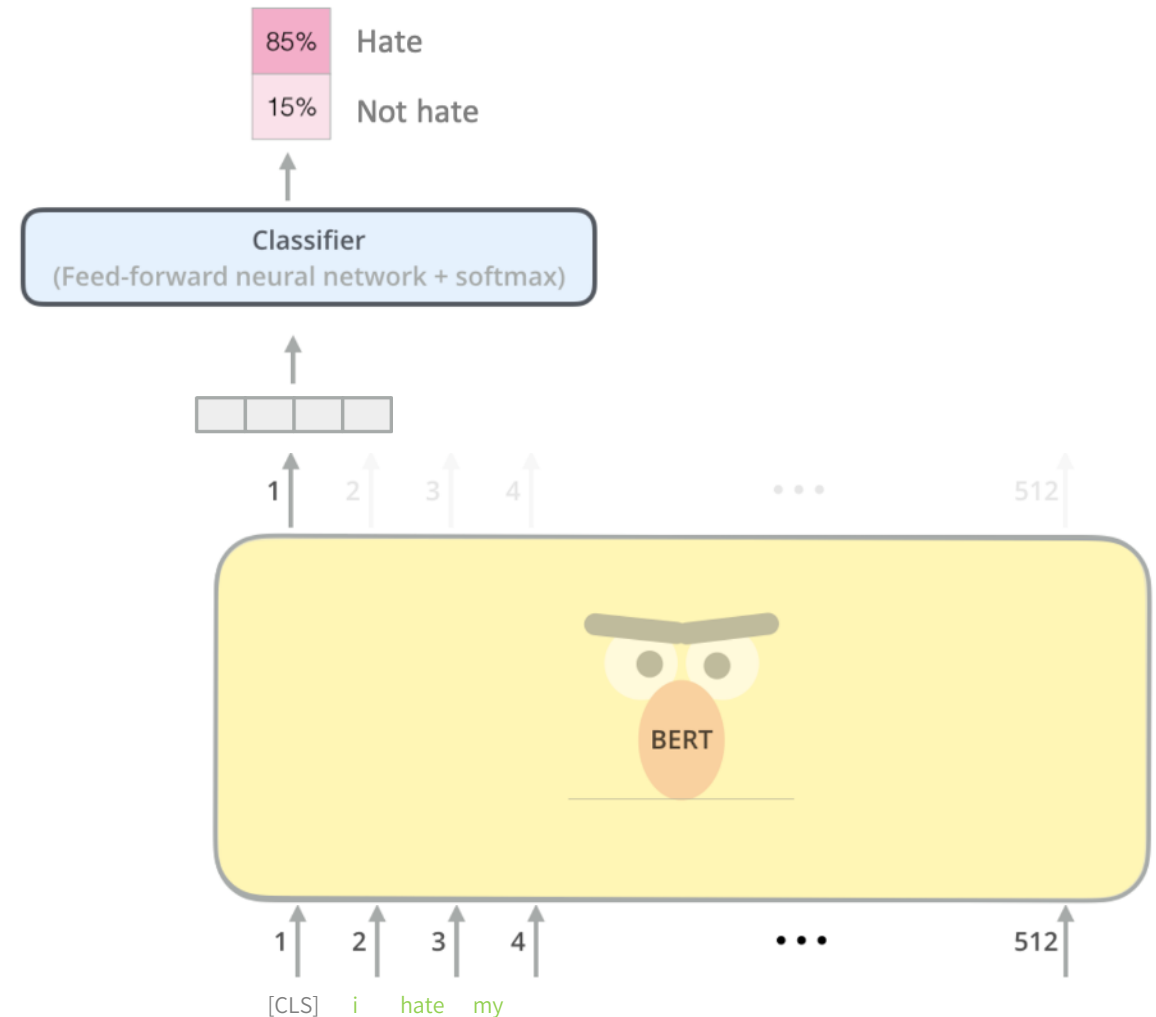 85% Hate
15% Not hate
Classifier
(Feed-forward neural network + softmax)
1 2 3 4 ••• 512
BERT
1 2 3 4 ••• 512
[CLS] i hate my